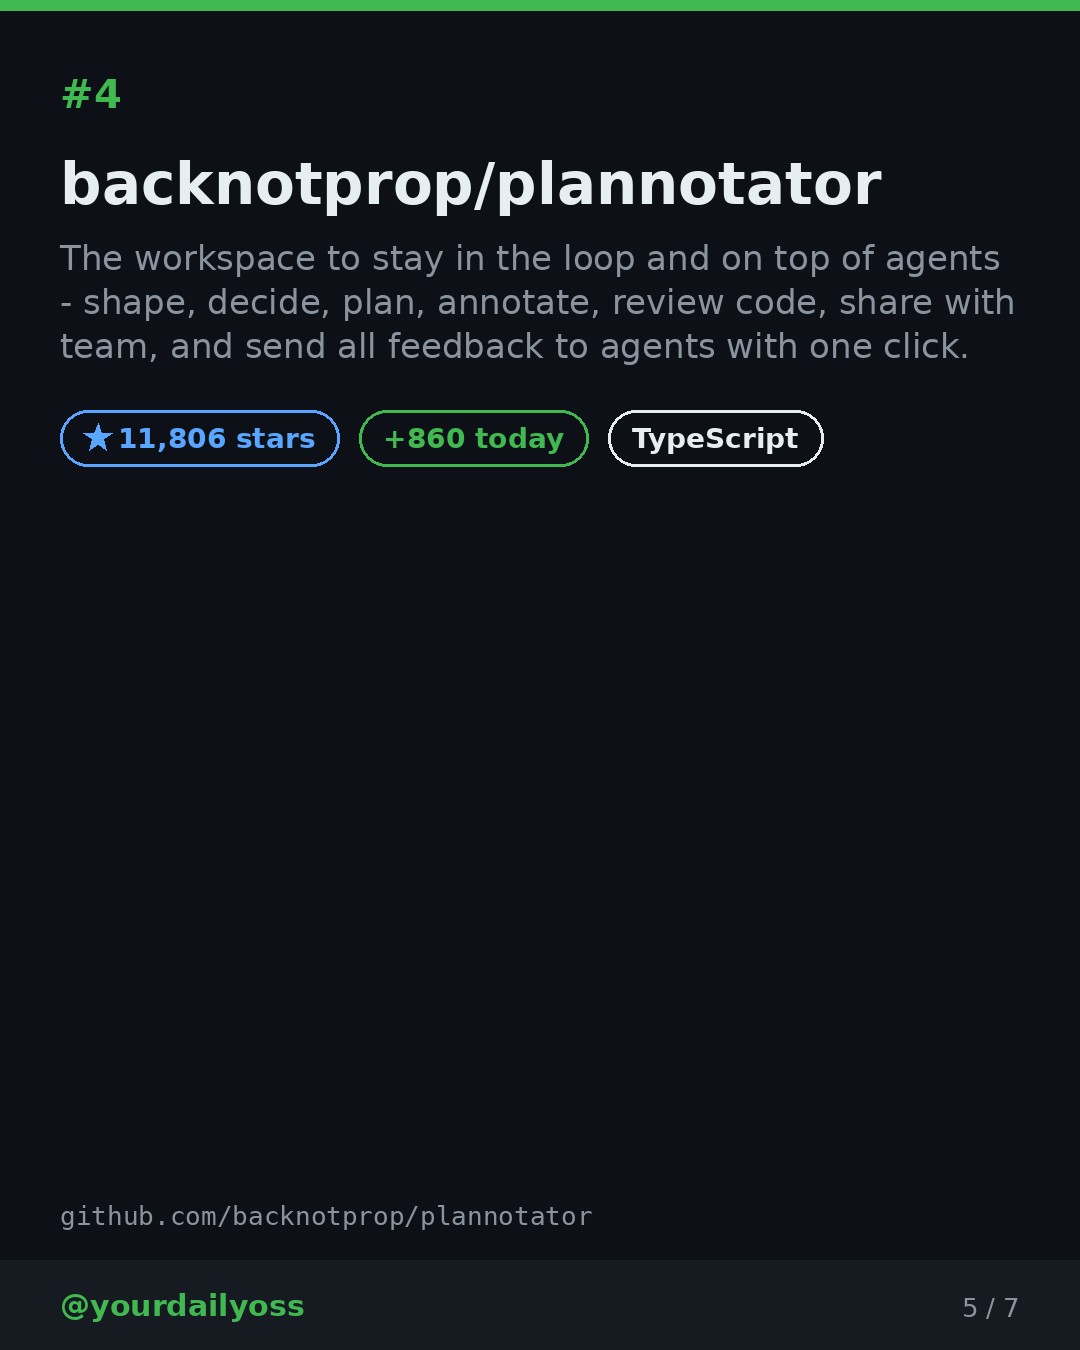 #4
backnotprop/plannotator
The workspace to stay in the loop and on top of agents
- shape, decide, plan, annotate, review code, share with
team, and send all feedback to agents with one click.
★ 11,806 stars
+860 today
TypeScript
github.com/backnotprop/plannotator
@yourdailyoss
5 / 7